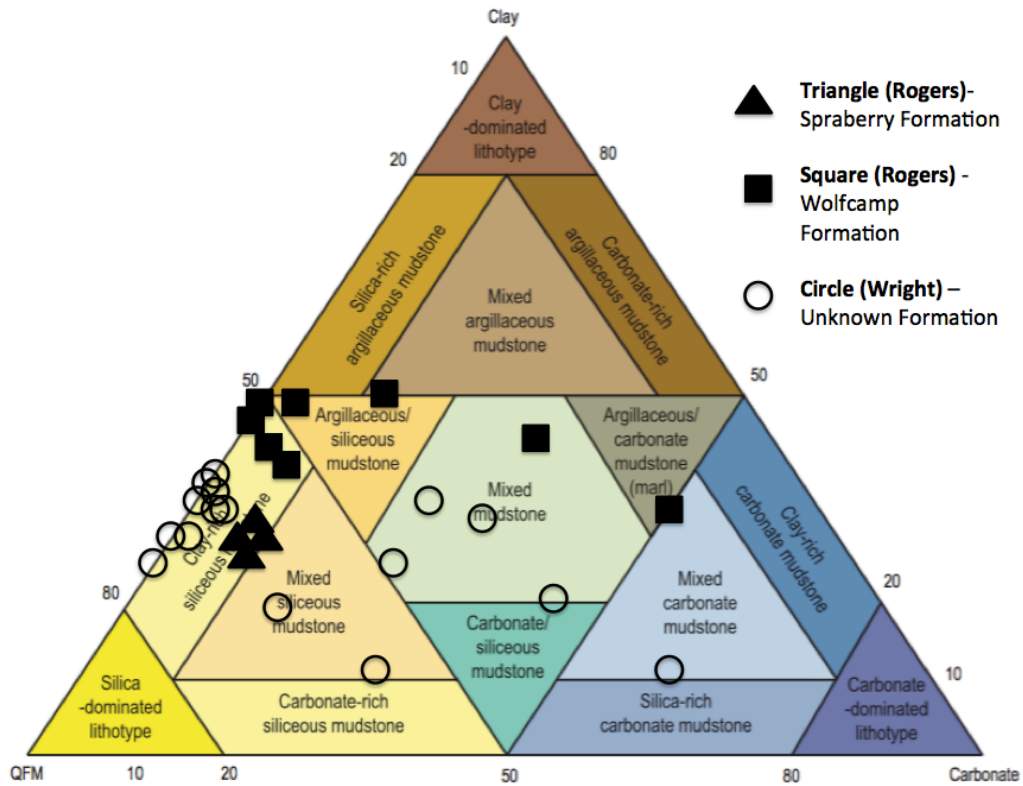 Clay
10
Clay
-dominated
lithotype
20
80
Triangle (Rogers)-
Spraberry Formation
Square (Rogers) -
Wolfcamp
Formation
Circle (Wright) –
Unknown Formation
Silica-rich
argillaceous mudstone
Mixed
argillaceous
mudstone
Carbonate-rich
argillaceous mudstone
50
50
Argillaceous/
siliceous
mudstone
Argillaceous/
carbonate
mudstone
(marl)
Mixed
mudstone
Clay-rich
siliceous mudstone
Clay-rich
carbonate mudstone
80
20
Mixed
siliceous
mudstone
Mixed
carbonate
mudstone
Carbonate/
siliceous
mudstone
Silica
-dominated
lithotype
Carbonate-rich
siliceous mudstone
Silica-rich
carbonate mudstone
Carbonate
-dominated
lithotype
10
QFM
10
20
50
80
Carbonate